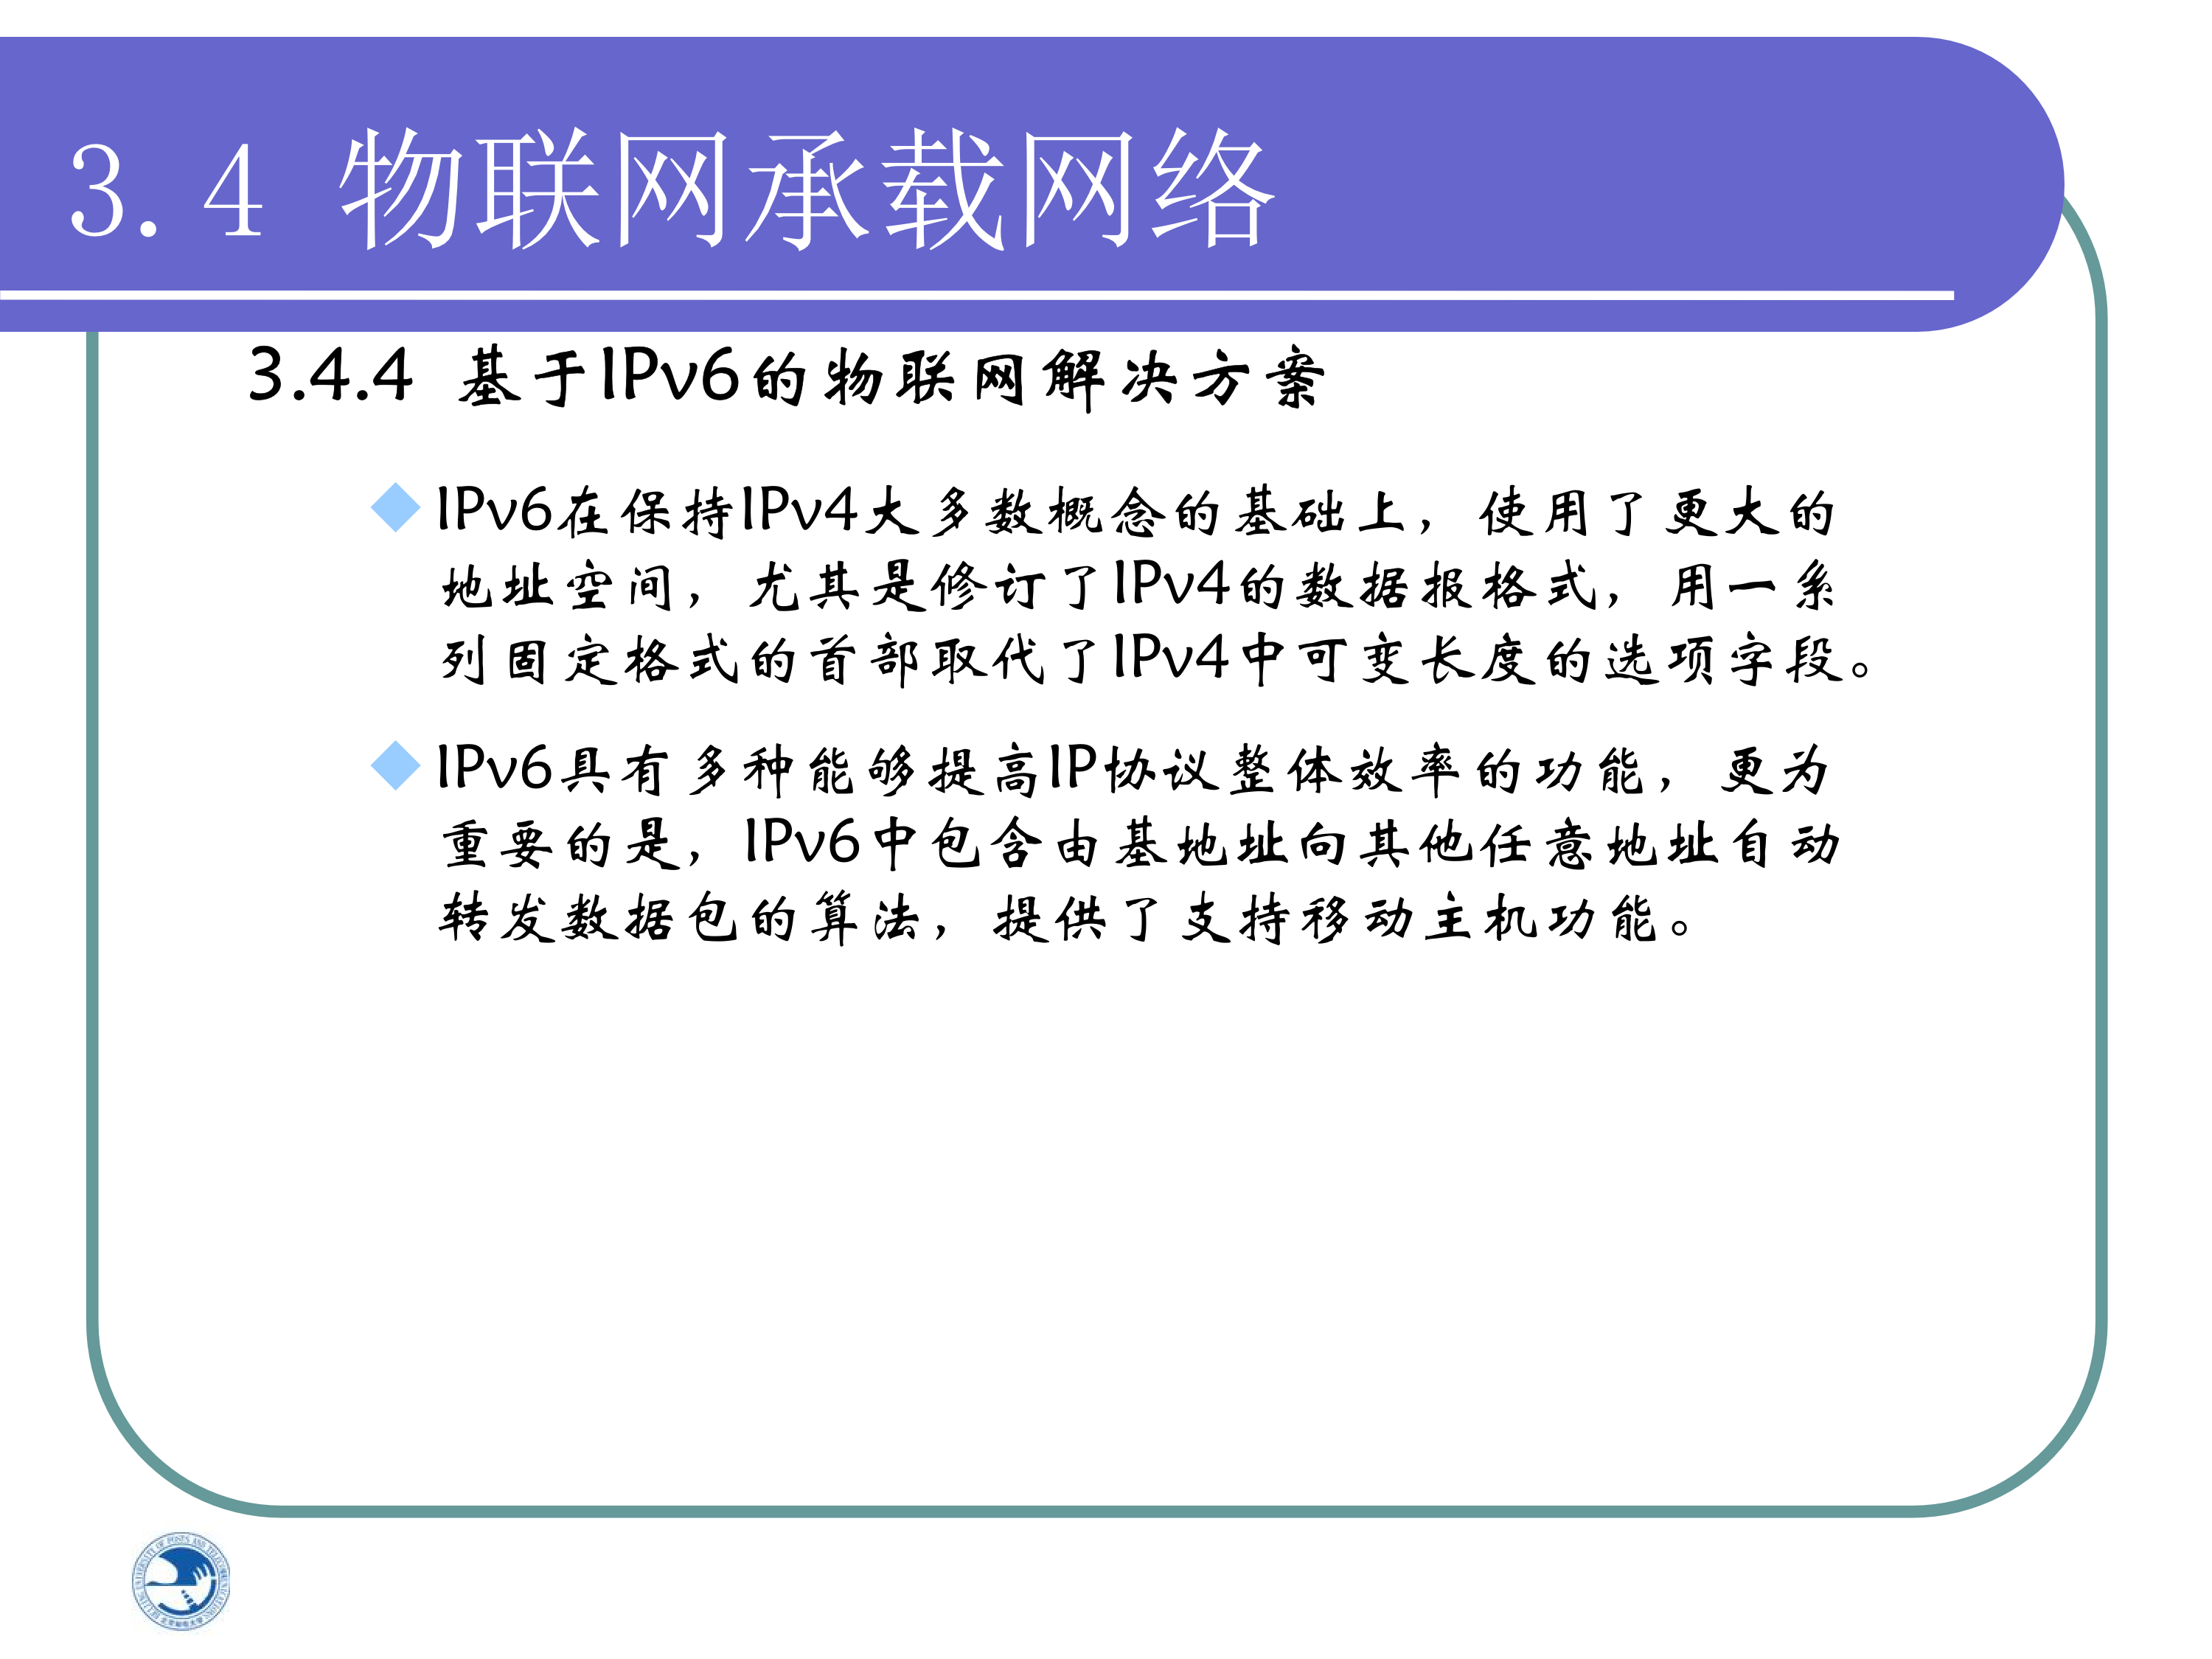 3.4 物联网承载网络
3.4.4 基于IPv6的物联网解决方案
IPv6在保持IPv4大多数概念的基础上，使用了更大的
地址空间，尤其是修订了IPv4的数据报格式，用一系
列固定格式的首部取代了IPv4中可变长度的选项字段。
IPv6具有多种能够提高IP协议整体效率的功能，更为
重要的是，IPv6中包含由基地址向其他任意地址自动
转发数据包的算法，提供了支持移动主机功能。